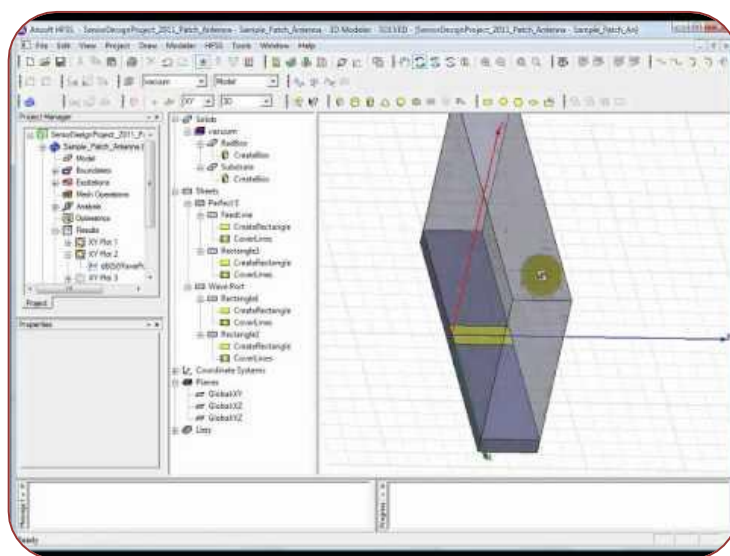 Ansoft HFSS - SeniorDesignProject_2011_Patch_Antenna - Sample_Patch_Antenna - 3D Modeler - SOLVED - [SeniorDesignProject_2011_Patch_Antenna - Sample_Patch_An]
File Edit View Project Draw Modeler HFSS Tools Window Help
vacuum Model
XY 3D
Project Manager
SeniorDesignProject_2011_P
Sample_Patch_Antenna
Model
Boundaries
Excitations
Mesh Operations
Analysis
Optimetrics
Results
XY Plot 1
XY Plot 2
XY Plot 3
Project
Properties
Solids
vacuum
RadBox
CreateBox
Substrate
CreateBox
Sheets
Perfect E
FeedLine
CreateRectangle
CoverLines
Rectangle3
CreateRectangle
CoverLines
Wave Port
CreateRectangle
CoverLines
Rectangle2
CreateRectangle
CoverLines
Coordinate Systems
Planes
Global:XY
Global:YZ
Global:XZ
Lists
Progress
Ready